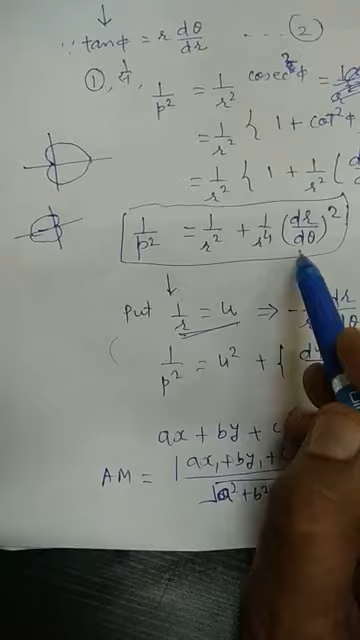 ∵ tanϕ = r dθ/dr ... ②
①, 1/p² = 1/r² cosec²ϕ =
= 1/r² { 1 + cot²ϕ
= 1/r² { 1 + 1/r² (
1/p² = 1/r² + 1/r⁴ (dr/dθ)²
Put 1/r = u ⇒ -
1/p² = u² + {
ax + by + c
AM = |ax₁ + by₁ + c / √a² + b²